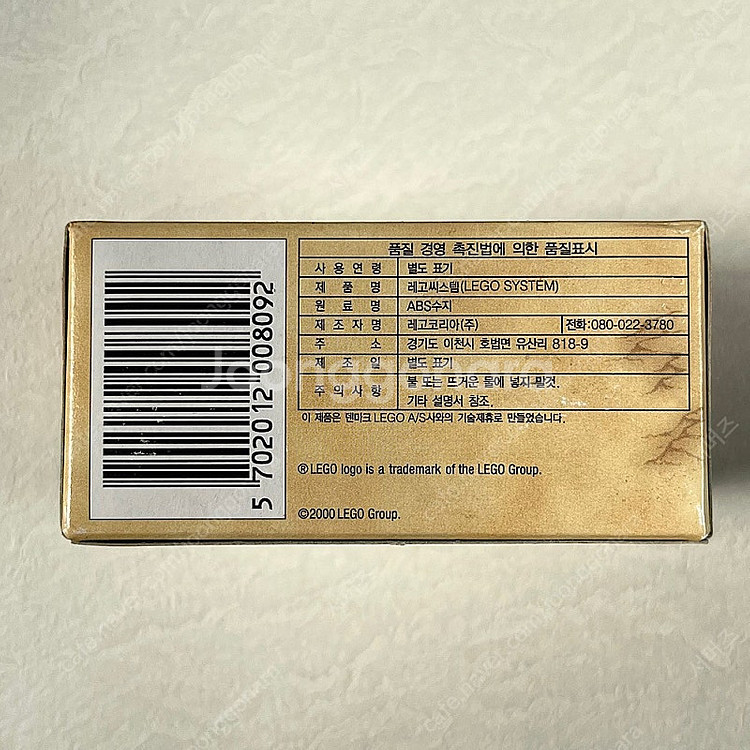 품질 경영 촉진법에 의한 품질표시
사용연령 별도 표기
제품명 레고씨스템(LEGO SYSTEM)
원료명 ABS수지
제조자명 레고코리아(주) 전화:080-022-3780
주소 경기도 이천시 호법면 유산리 818-9
제조일 별도 표기
주의사항 불 또는 뜨거운 물에 넣지 말것.
기타 설명서 참조.
이 제품은 덴마크 LEGO A/S사와의 기술제휴로 만들었습니다.
® LEGO logo is a trademark of the LEGO Group.
©2000 LEGO Group.
5 702012 008092
Joonggonara